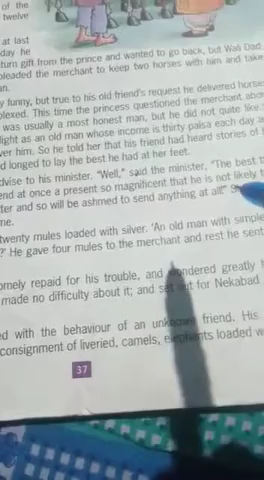 of the
twelve
at last
day he
turn gift from the prince and wanted to go back, but Wali Dad
pleaded the merchant to keep two horses with him and take
an.
y funny, but true to his old friend's request he delivered horses
plexed. This time the princess questioned the merchant about
was usually a most honest man, but he did not quite like
light as an old man whose income is thirty paisa each day a
ver him. So he told her that his friend had heard stories of
d longed to lay the best he had at her feet.
dvise to his minister. "Well," said the minister, "The best t
end at once a present so magnificent that he is not likely t
tter and so will be ashmed to send anything at all!" S
me.
twenty mules loaded with silver. 'An old man with simple
?' He gave four mules to the merchant and rest he sent
omely repaid for his trouble, and wondered greatly
made no difficulty about it; and set out for Nekabad
ed with the behaviour of an unknown friend. His
consignment of liveried, camels, elephants loaded w
37